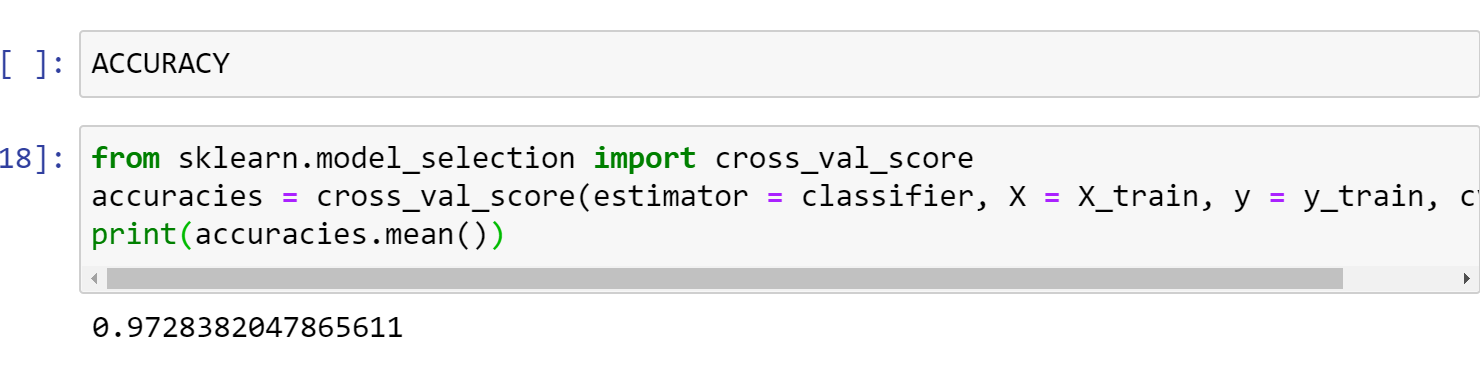 [ ]: ACCURACY
18]: from sklearn.model_selection import cross_val_score
accuracies = cross_val_score(estimator = classifier, X = X_train, y = y_train,
print(accuracies.mean())
0.9728382047865611